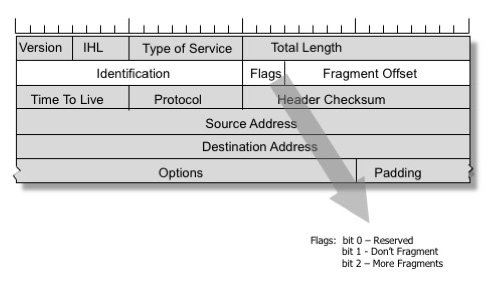 Version IHL Type of Service Total Length
Identification Flags Fragment Offset
Time To Live Protocol Header Checksum
Source Address
Destination Address
Options Padding
Flags: bit 0 – Reserved
bit 1 - Don't Fragment
bit 2 – More Fragments